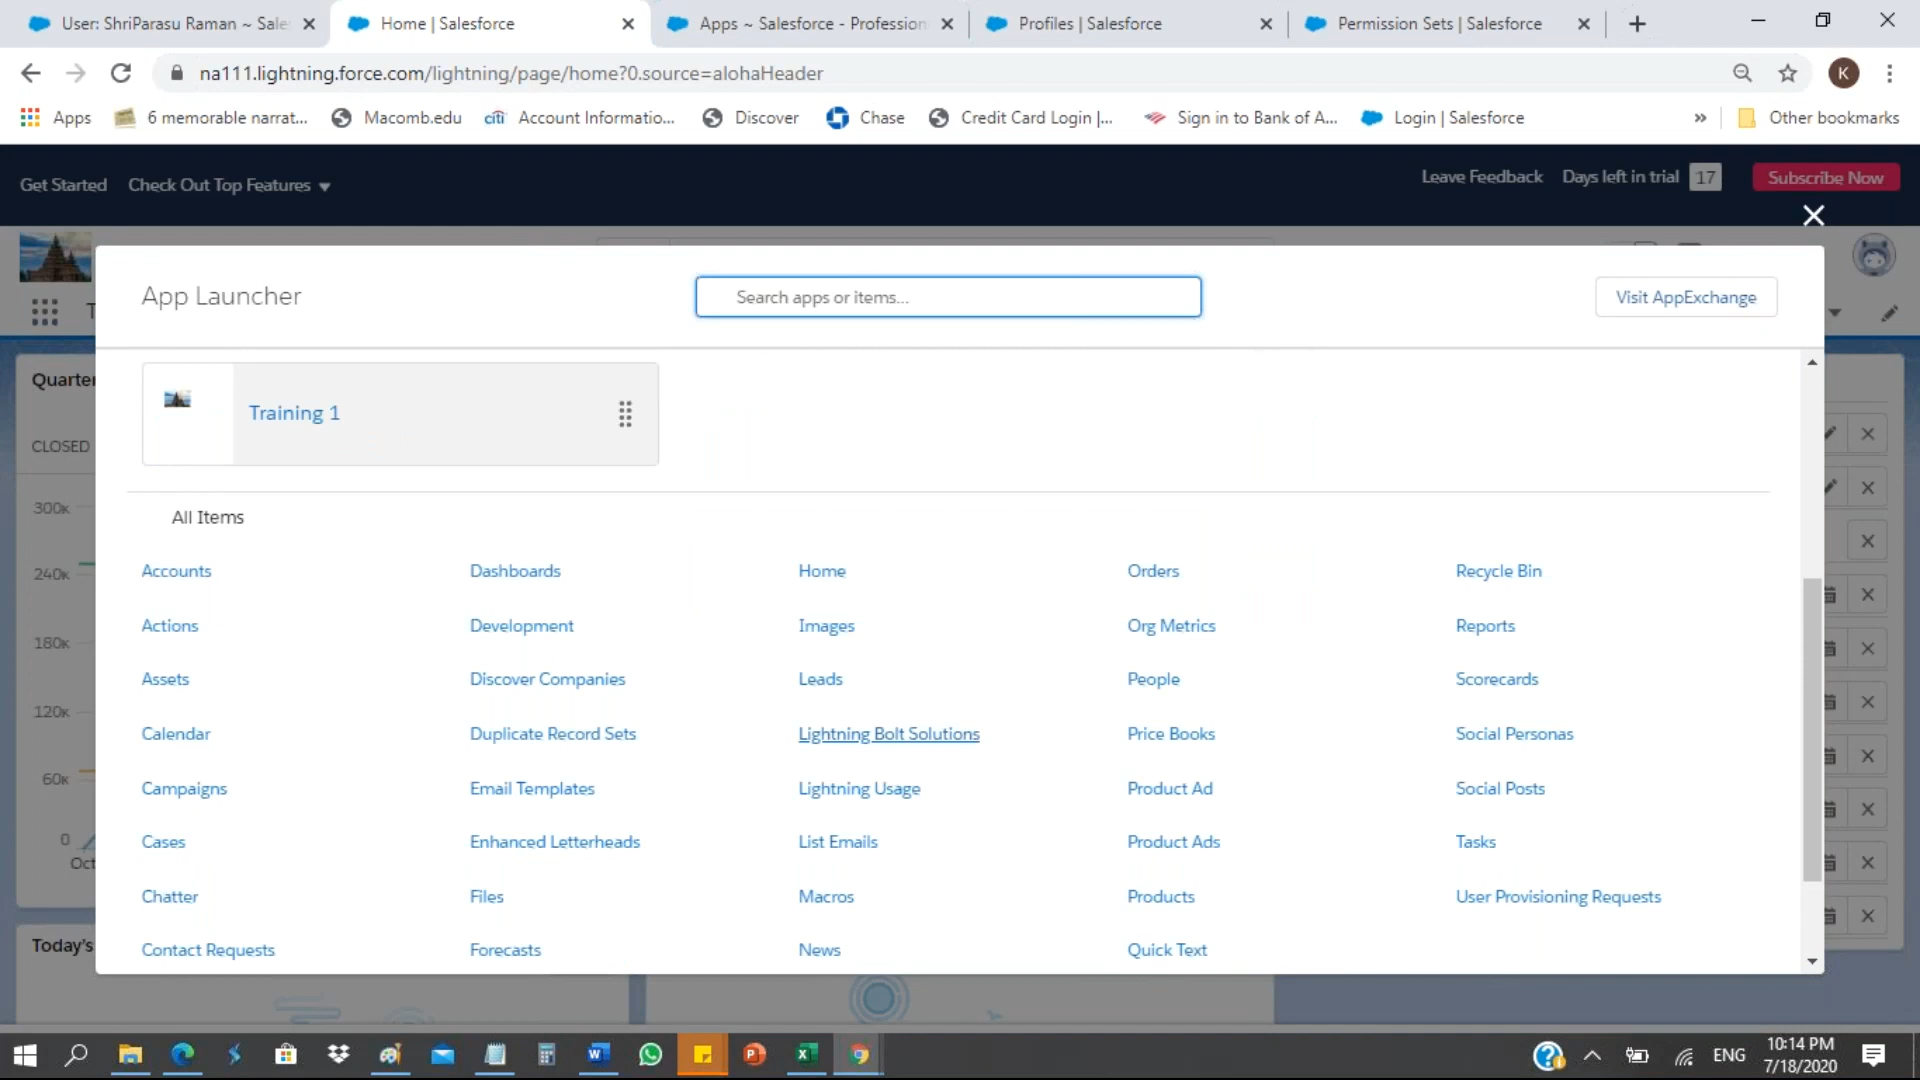 User: ShriParasu Raman ~ Sale
Home | Salesforce
Apps ~ Salesforce - Profession
Profiles | Salesforce
Permission Sets | Salesforce
na111.lightning.force.com/lightning/page/home?0.source=alohaHeader
K
Apps
6 memorable narrat...
Macomb.edu
citi Account Informatio...
Discover
Chase
Credit Card Login |...
Sign in to Bank of A...
Login | Salesforce
»
Other bookmarks
Get Started
Check Out Top Features
Leave Feedback
Days left in trial 17
Subscribe Now
App Launcher
Search apps or items...
Visit AppExchange
T
Quarter
CLOSED
300K
240K
180K
120K
60K
0
Oct
Today's
Training 1
All Items
Accounts Dashboards Home Orders Recycle Bin
Actions Development Images Org Metrics Reports
Assets Discover Companies Leads People Scorecards
Calendar Duplicate Record Sets Lightning Bolt Solutions Price Books Social Personas
Campaigns Email Templates Lightning Usage Product Ad Social Posts
Cases Enhanced Letterheads List Emails Product Ads Tasks
Chatter Files Macros Products User Provisioning Requests
Contact Requests Forecasts News Quick Text
ENG
10:14 PM
7/18/2020